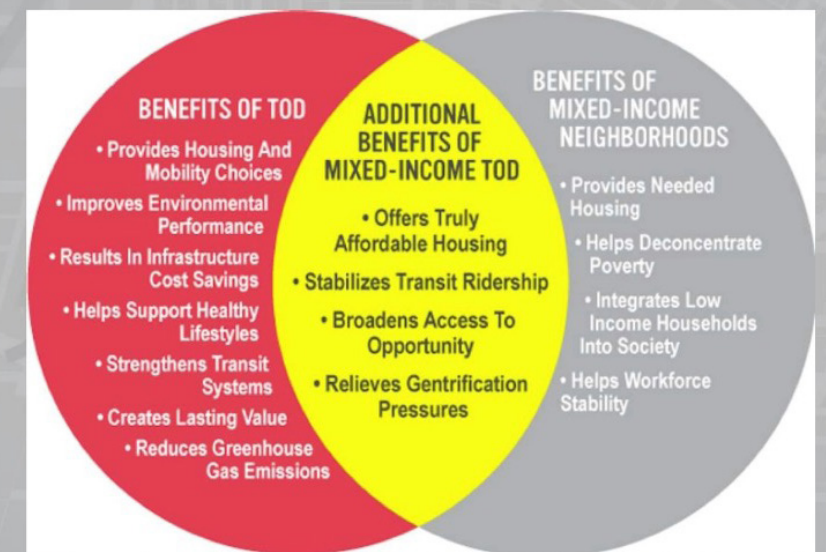 BENEFITS OF TOD
• Provides Housing And
Mobility Choices
• Improves Environmental
Performance
• Results In Infrastructure
Cost Savings
• Helps Support Healthy
Lifestyles
• Strengthens Transit
Systems
• Creates Lasting Value
• Reduces Greenhouse
Gas Emissions
ADDITIONAL
BENEFITS OF
MIXED-INCOME TOD
• Offers Truly
Affordable Housing
• Stabilizes Transit Ridership
• Broadens Access To
Opportunity
• Relieves Gentrification
Pressures
BENEFITS OF
MIXED-INCOME
NEIGHBORHOODS
• Provides Needed
Housing
• Helps Deconcentrate
Poverty
• Integrates Low
Income Households
Into Society
• Helps Workforce
Stability